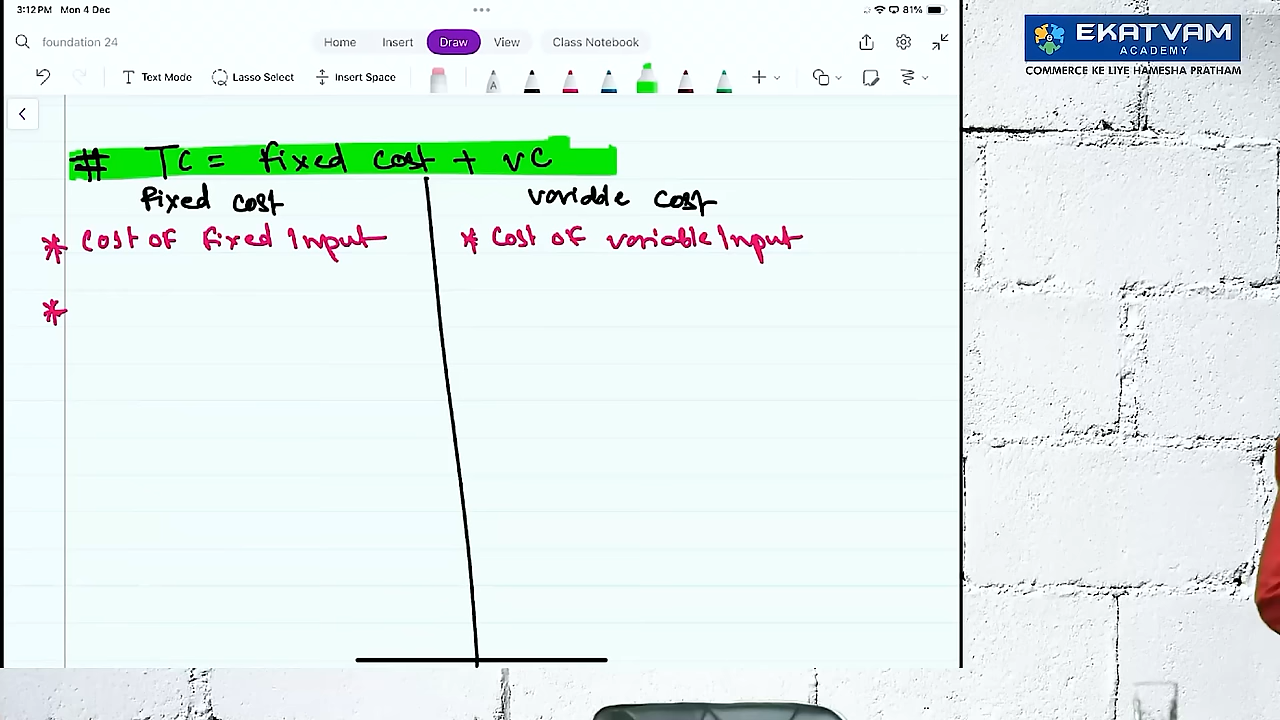 3:12 PM Mon 4 Dec
81%
foundation 24
Home Insert Draw View Class Notebook
Text Mode Lasso Select Insert Space
EKATVAM
ACADEMY
COMMERCE KE LIYE HAMESHA PRATHAM
# TC = fixed cost + VC
fixed cost
variable cost
* cost of fixed Input
* cost of variable Input
*